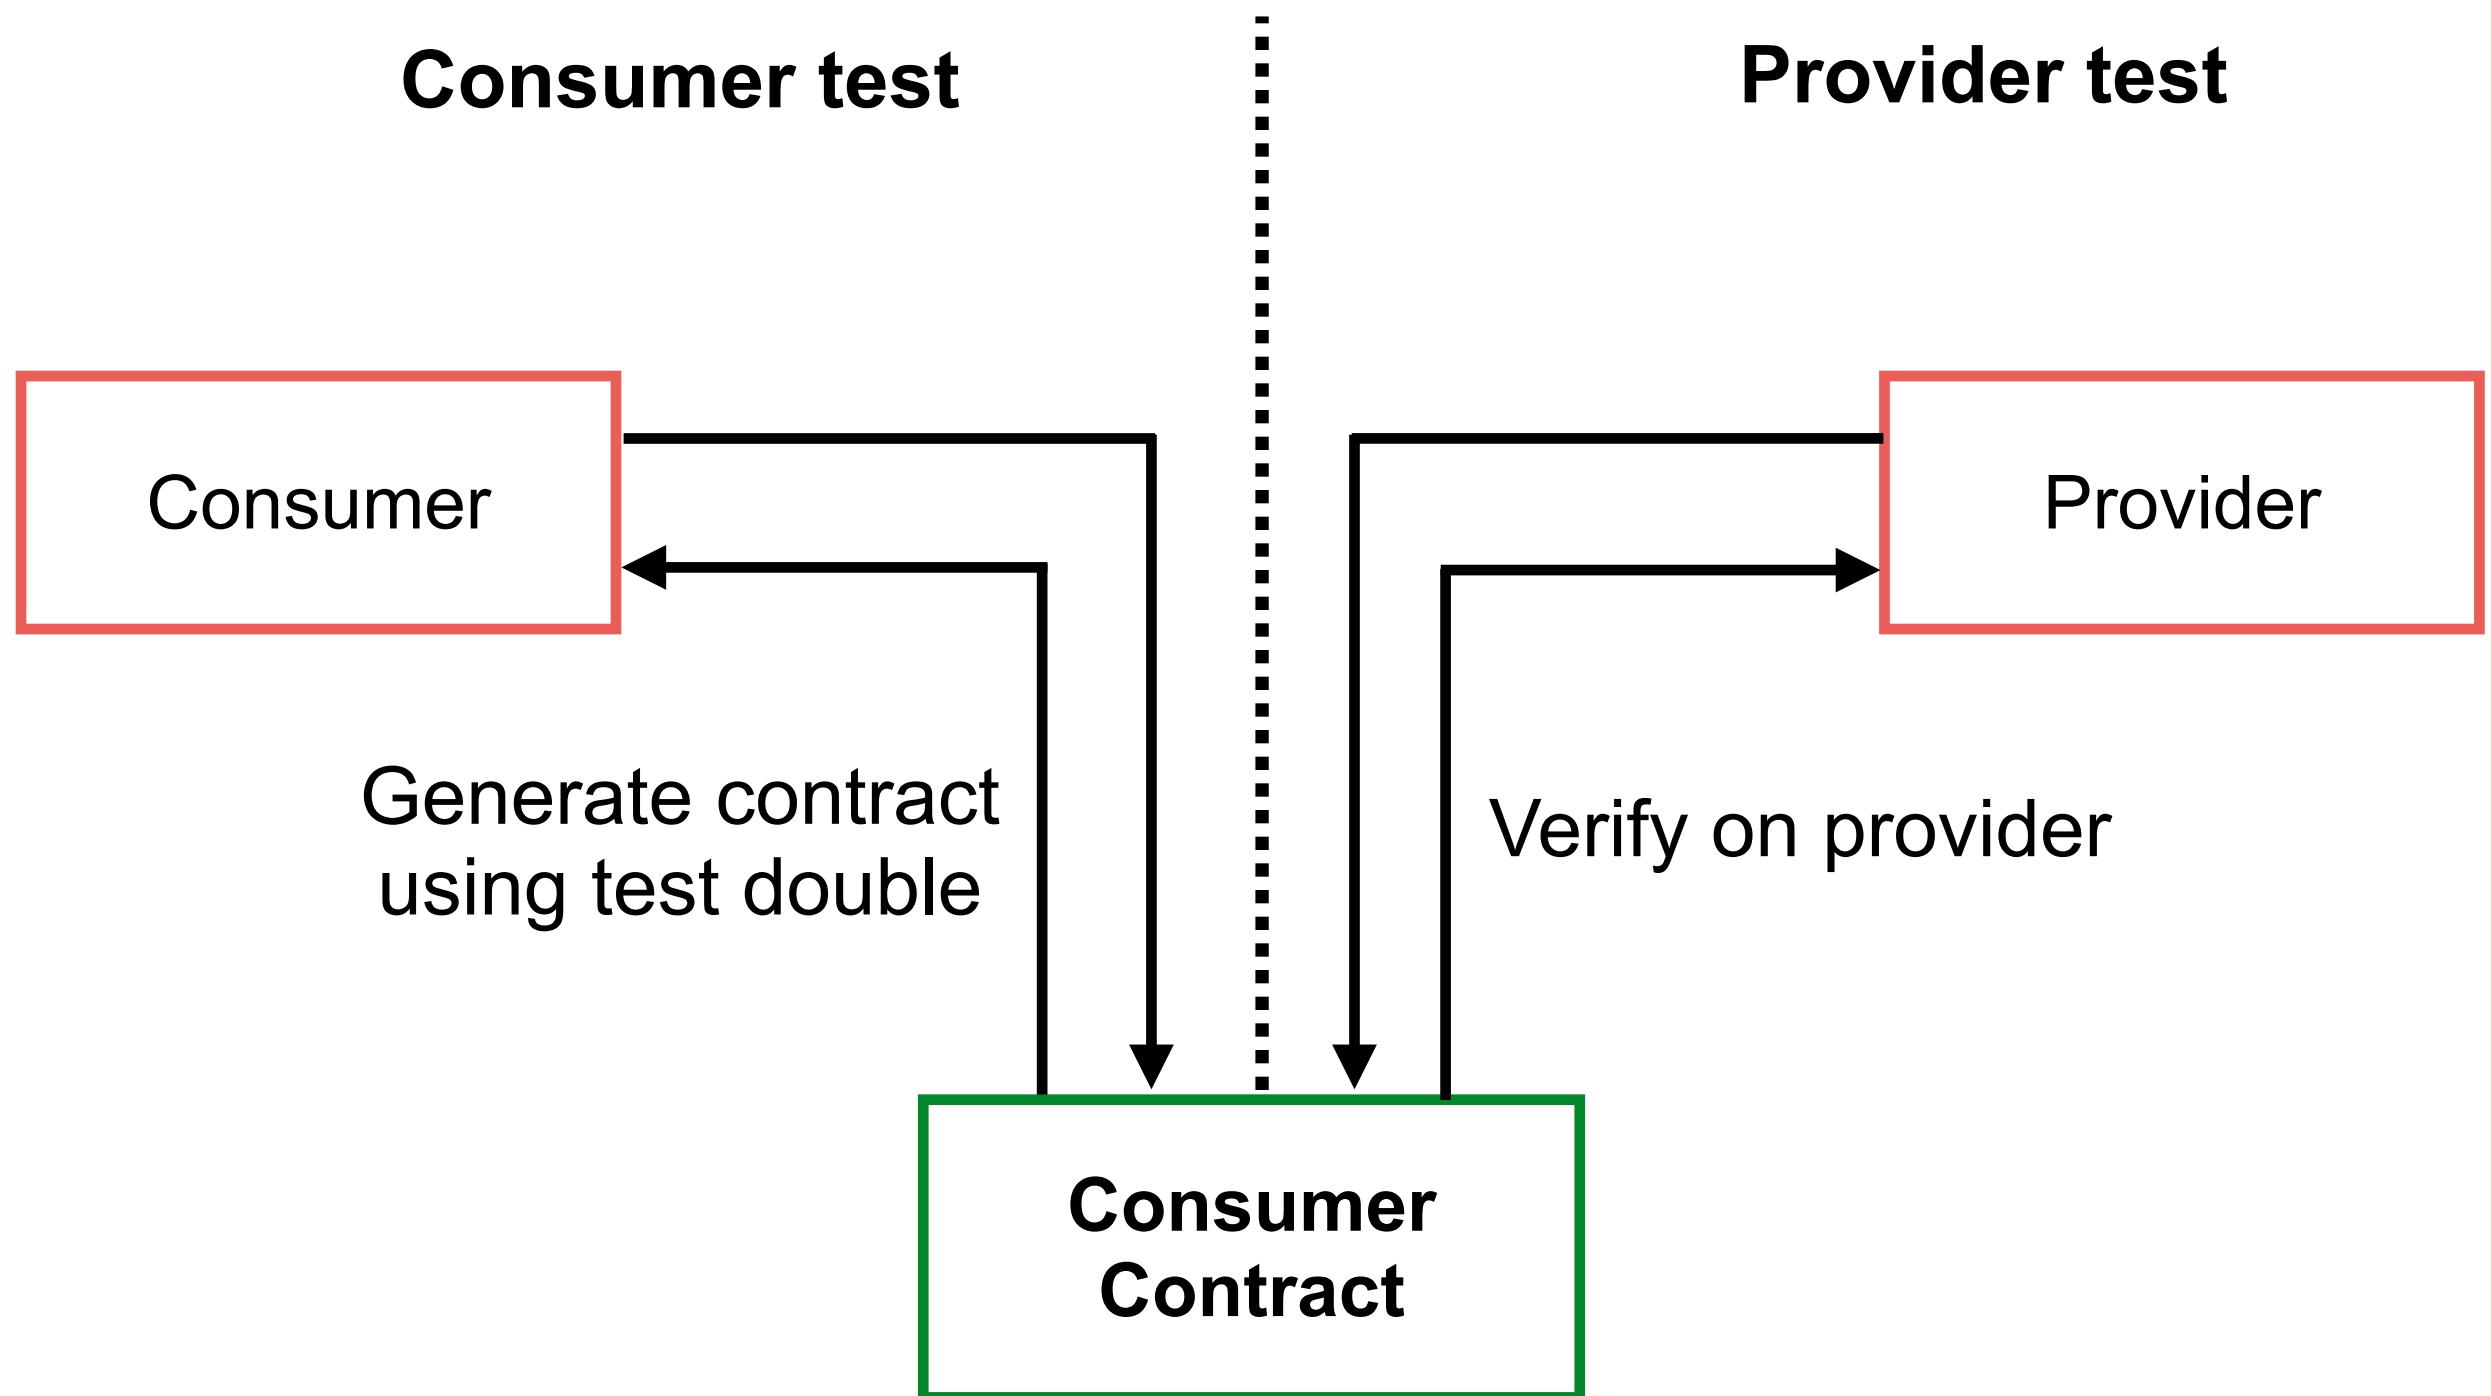 Consumer test
Provider test
Consumer
Provider
Generate contract
using test double
Verify on provider
Consumer
Contract